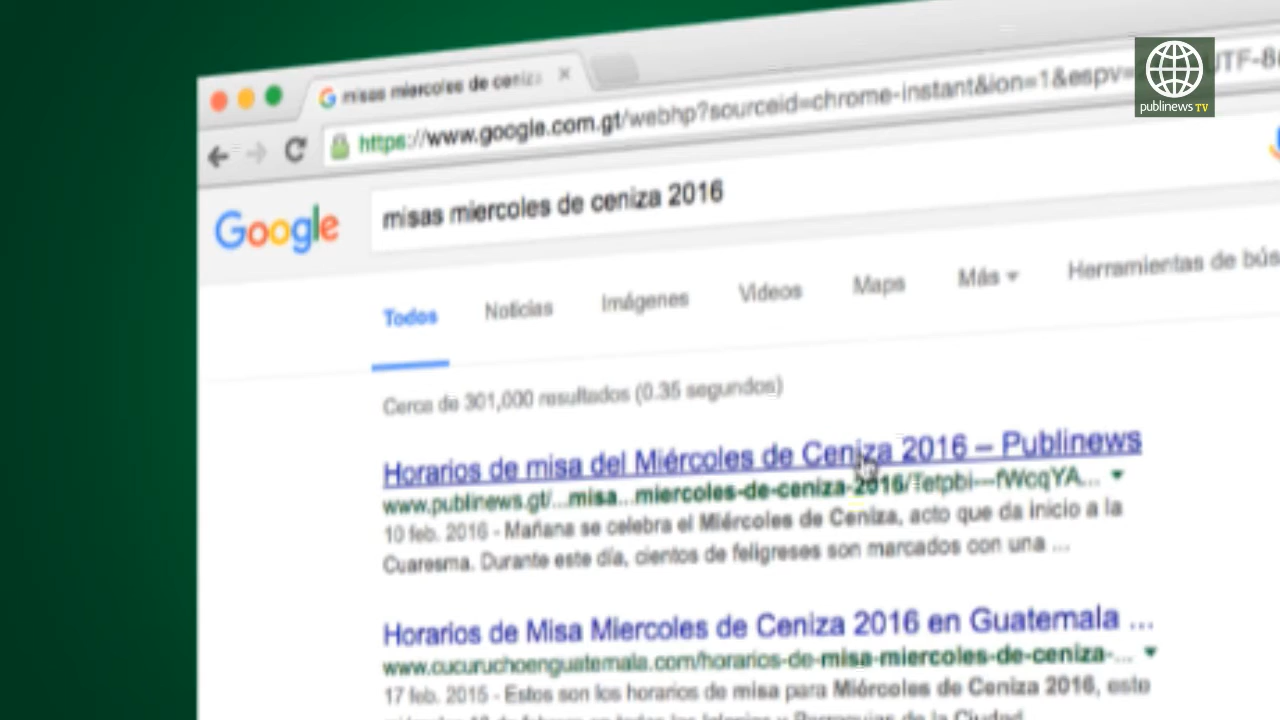 publinews TV
misas miercoles de ceniza
https://www.google.com.gt/webhp?sourceid=chrome-instant&ion=1&espv= UTF-8
Google
misas miercoles de ceniza 2016
Todos Noticias Imágenes Videos Maps Más Herramientas de bús
Cerca de 301,000 resultados (0.35 segundos)
Horarios de misa del Miércoles de Ceniza 2016 – Publinews
www.publinews.gt/...misa...miercoles-de-ceniza-2016/Tetpbi---fWcqYA...
10 feb. 2016 - Mañana se celebra el Miércoles de Ceniza, acto que da inicio a la
Cuaresma. Durante este día, cientos de feligreses son marcados con una ...
Horarios de Misa Miercoles de Ceniza 2016 en Guatemala ...
www.cucuruchoenguatemala.com/horarios-de-misa-miercoles-de-ceniza-...
17 feb. 2015 - Estos son los horarios de misa para Miércoles de Ceniza 2016, este